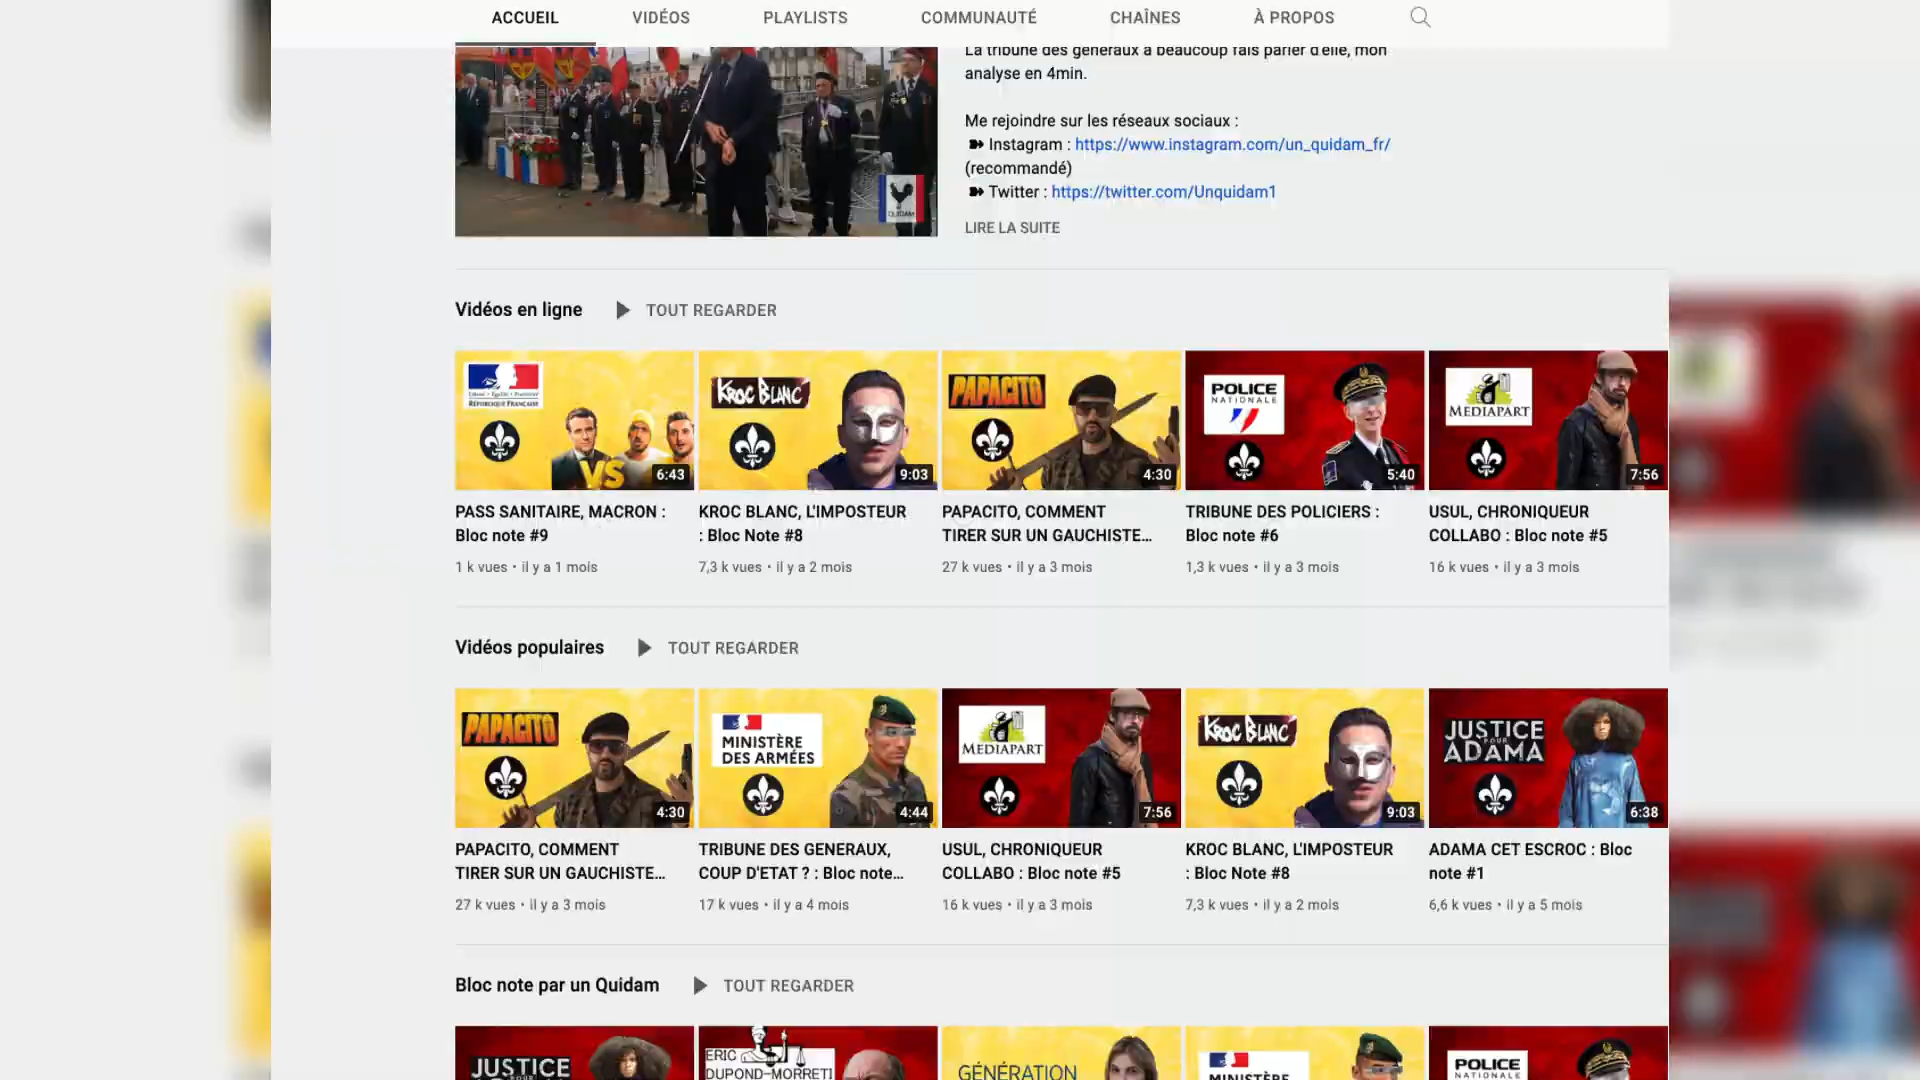 ACCUEIL VIDÉOS PLAYLISTS COMMUNAUTÉ CHAÎNES À PROPOS
La tribune des généraux a beaucoup fais parler d'elle, mon
analyse en 4min.
Me rejoindre sur les réseaux sociaux :
➽ Instagram : https://www.instagram.com/un_quidam_fr/
(recommandé)
➽ Twitter : https://twitter.com/Unquidam1
QUIDAM
LIRE LA SUITE
Vidéos en ligne TOUT REGARDER
RÉPUBLIQUE FRANÇAISE
VS
6:43
KROC BLANC
9:03
PAPACITO
4:30
POLICE
NATIONALE
5:40
MEDIAPART
7:56
PASS SANITAIRE, MACRON :
Bloc note #9
1 k vues • il y a 1 mois
KROC BLANC, L'IMPOSTEUR
: Bloc Note #8
7,3 k vues • il y a 2 mois
PAPACITO, COMMENT
TIRER SUR UN GAUCHISTE...
27 k vues • il y a 3 mois
TRIBUNE DES POLICIERS :
Bloc note #6
1,3 k vues • il y a 3 mois
USUL, CHRONIQUEUR
COLLABO : Bloc note #5
16 k vues • il y a 3 mois
Vidéos populaires TOUT REGARDER
PAPACITO
4:30
MINISTÈRE
DES ARMÉES
4:44
MEDIAPART
7:56
KROC BLANC
9:03
JUSTICE
POUR
ADAMA
6:38
PAPACITO, COMMENT
TIRER SUR UN GAUCHISTE...
27 k vues • il y a 3 mois
TRIBUNE DES GENERAUX,
COUP D'ETAT ? : Bloc note...
17 k vues • il y a 4 mois
USUL, CHRONIQUEUR
COLLABO : Bloc note #5
16 k vues • il y a 3 mois
KROC BLANC, L'IMPOSTEUR
: Bloc Note #8
7,3 k vues • il y a 2 mois
ADAMA CET ESCROC : Bloc
note #1
6,6 k vues • il y a 5 mois
Bloc note par un Quidam TOUT REGARDER
JUSTICE
POUR
ERIC
DUPOND-MORRETI
GÉNÉRATION
MINISTÈRE
POLICE
NATIONALE